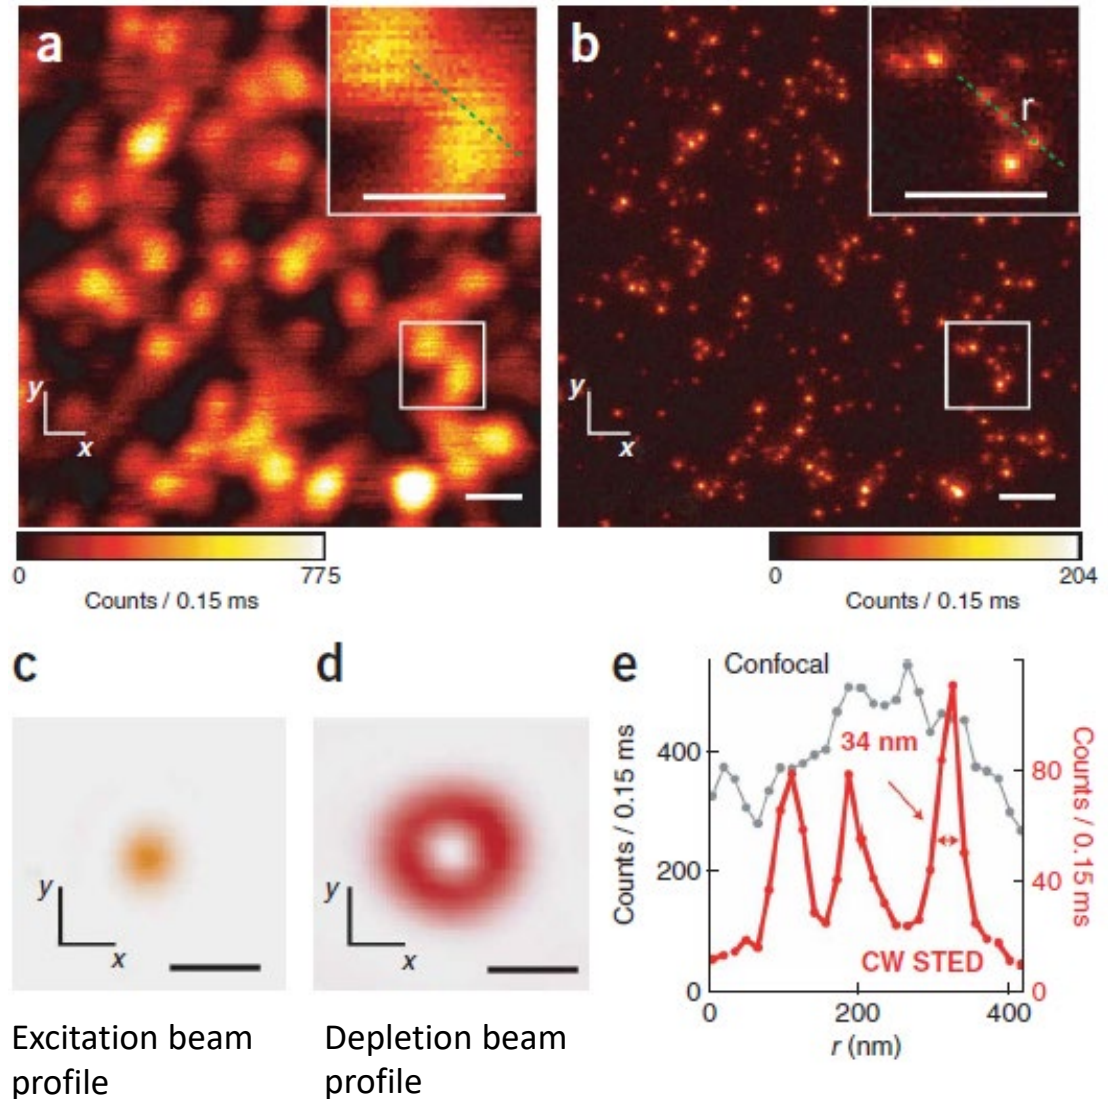 a
b
r
y
x
y
x
0
775
Counts / 0.15 ms
0
204
Counts / 0.15 ms
c
d
e
y
x
y
x
Confocal
34 nm
CW STED
400
200
0
Counts / 0.15 ms
80
40
0
Counts / 0.15 ms
0
200
400
r (nm)
Excitation beam
profile
Depletion beam
profile